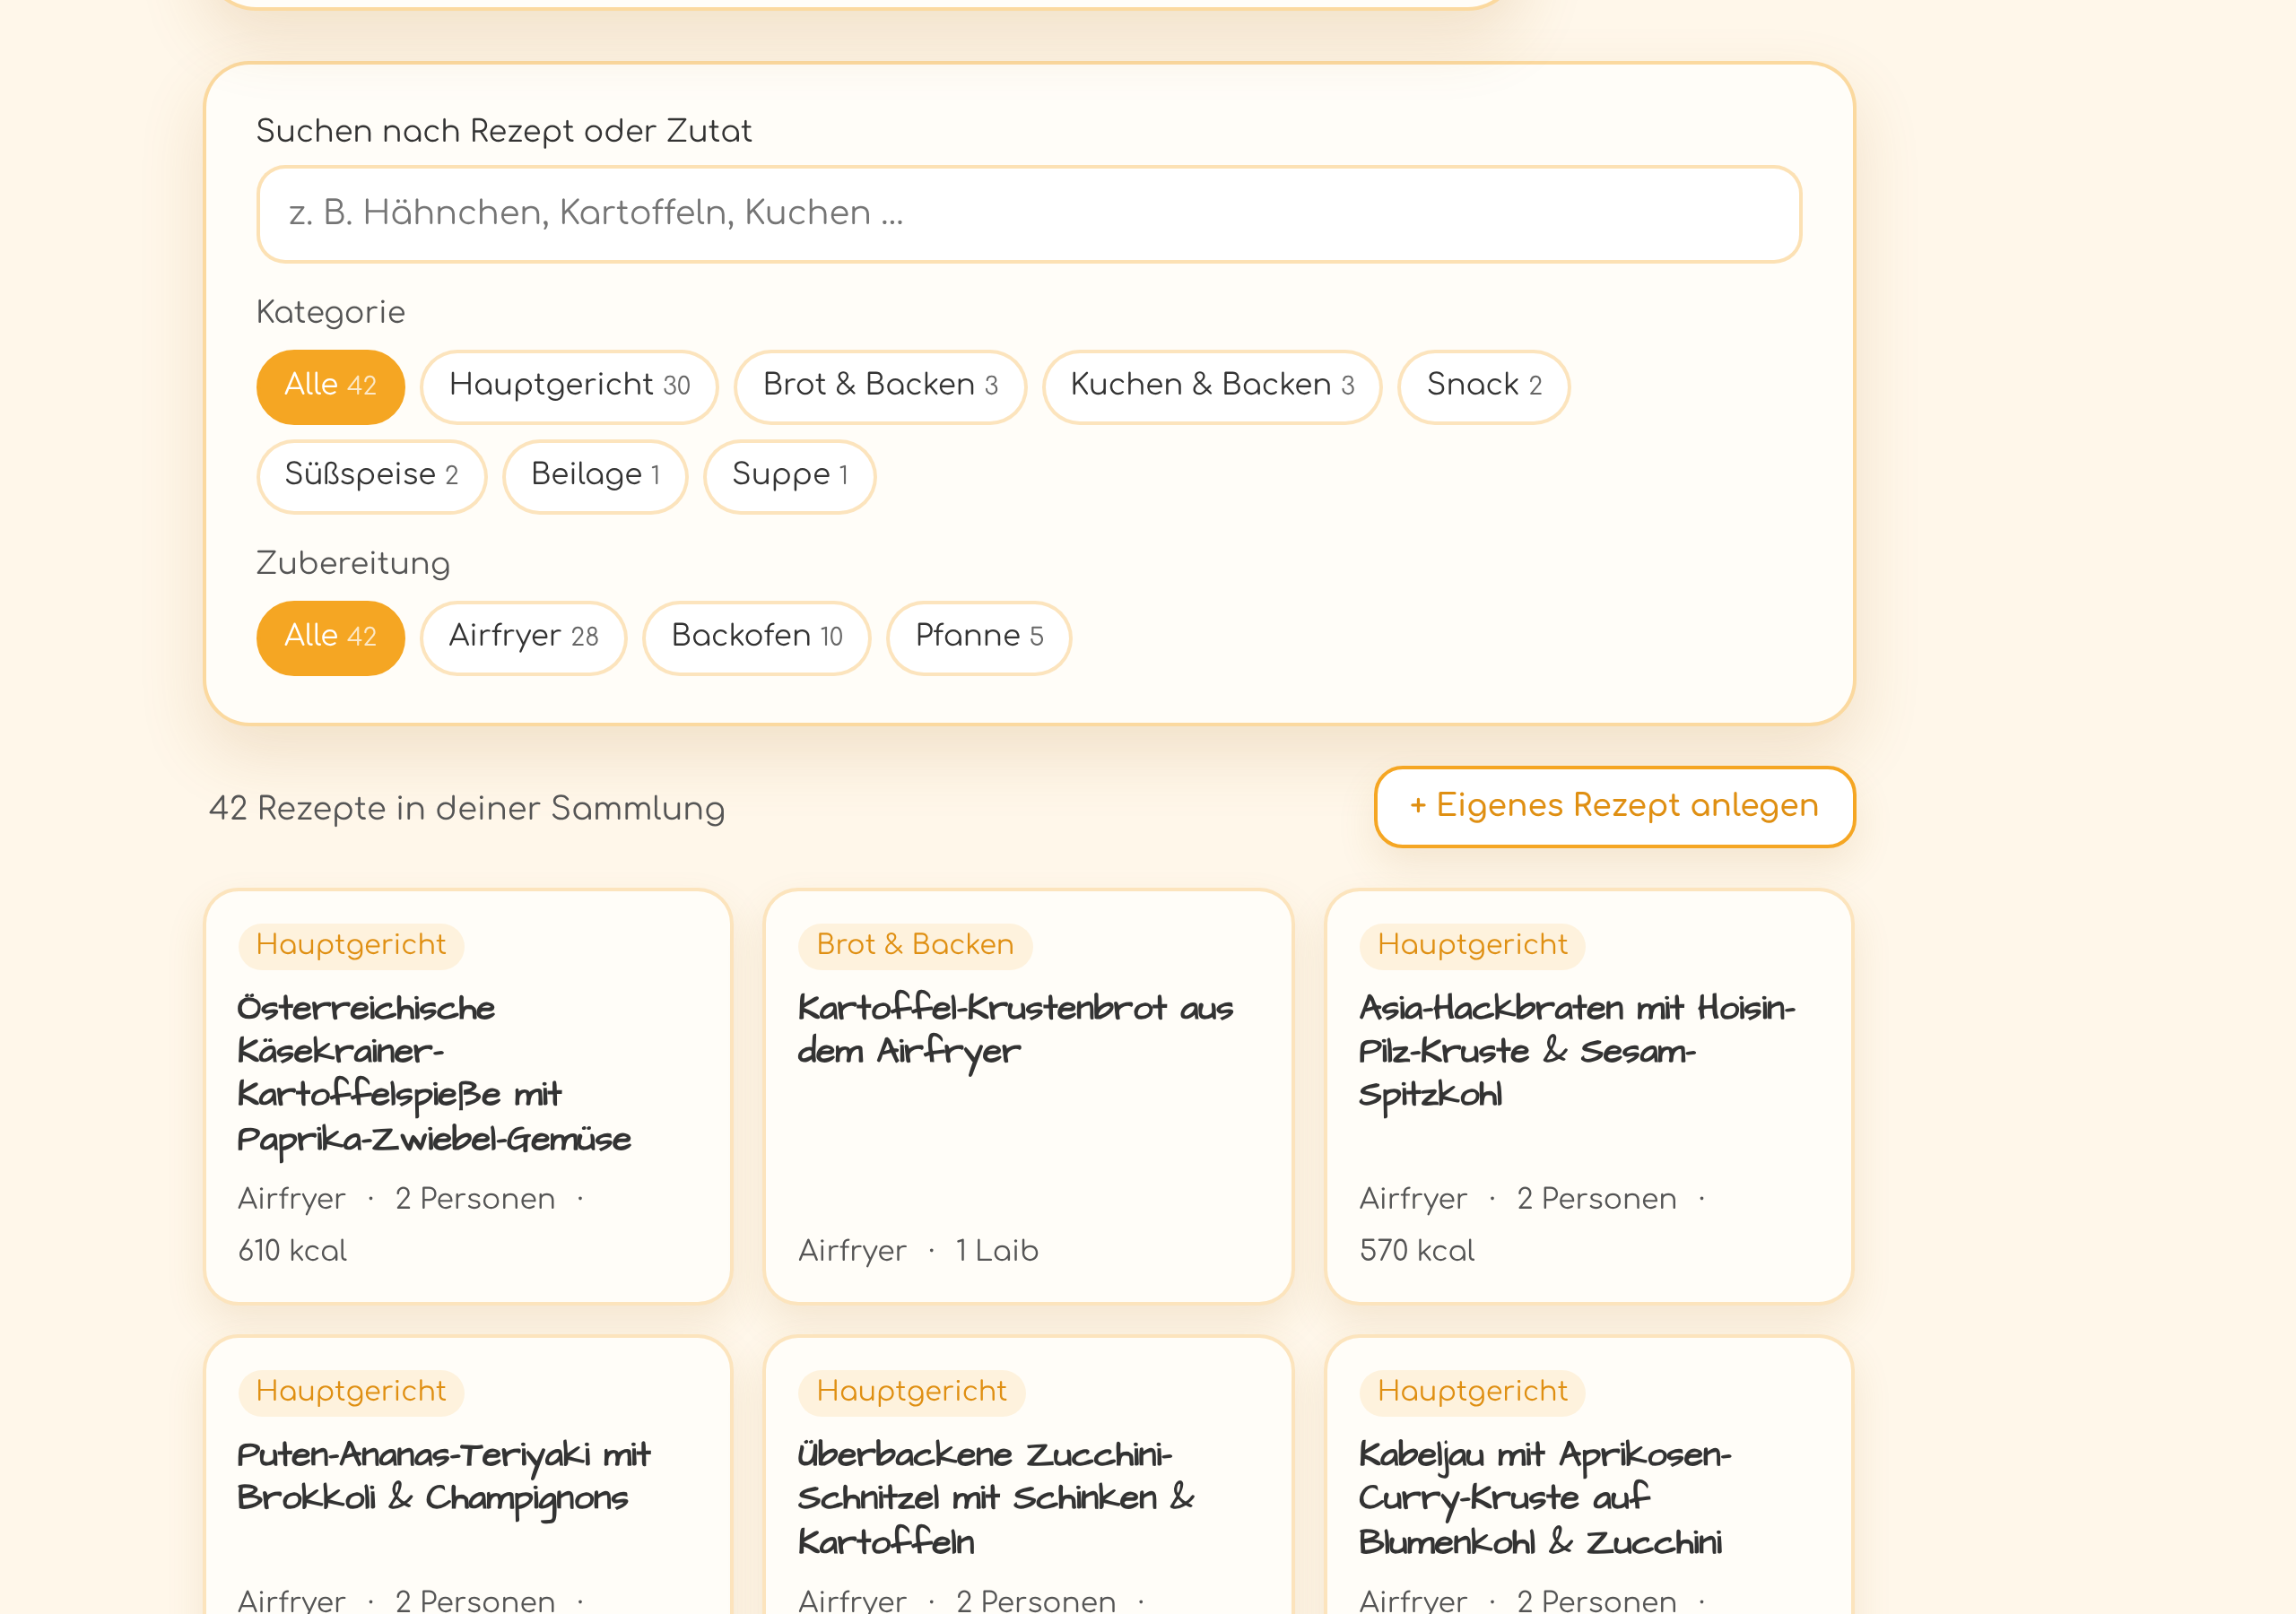 Suchen nach Rezept oder Zutat
z. B. Hähnchen, Kartoffeln, Kuchen ...
Kategorie
Alle 42
Hauptgericht 30
Brot & Backen 3
Kuchen & Backen 3
Snack 2
Süßspeise 2
Beilage 1
Suppe 1
Zubereitung
Alle 42
Airfryer 28
Backofen 10
Pfanne 5
42 Rezepte in deiner Sammlung
+ Eigenes Rezept anlegen
Hauptgericht
Österreichische
Käsekrainer-
Kartoffelspieße mit
Paprika-Zwiebel-Gemüse
Airfryer · 2 Personen ·
610 kcal
Brot & Backen
Kartoffel-Krustenbrot aus
dem Airfryer
Airfryer · 1 Laib
Hauptgericht
Asia-Hackbraten mit Hoisin-
Pilz-Kruste & Sesam-
Spitzkohl
Airfryer · 2 Personen ·
570 kcal
Hauptgericht
Puten-Ananas-Teriyaki mit
Brokkoli & Champignons
Airfryer · 2 Personen ·
Hauptgericht
Überbackene Zucchini-
Schnitzel mit Schinken &
Kartoffeln
Airfryer · 2 Personen ·
Hauptgericht
Kabeljau mit Aprikosen-
Curry-Kruste auf
Blumenkohl & Zucchini
Airfryer · 2 Personen ·